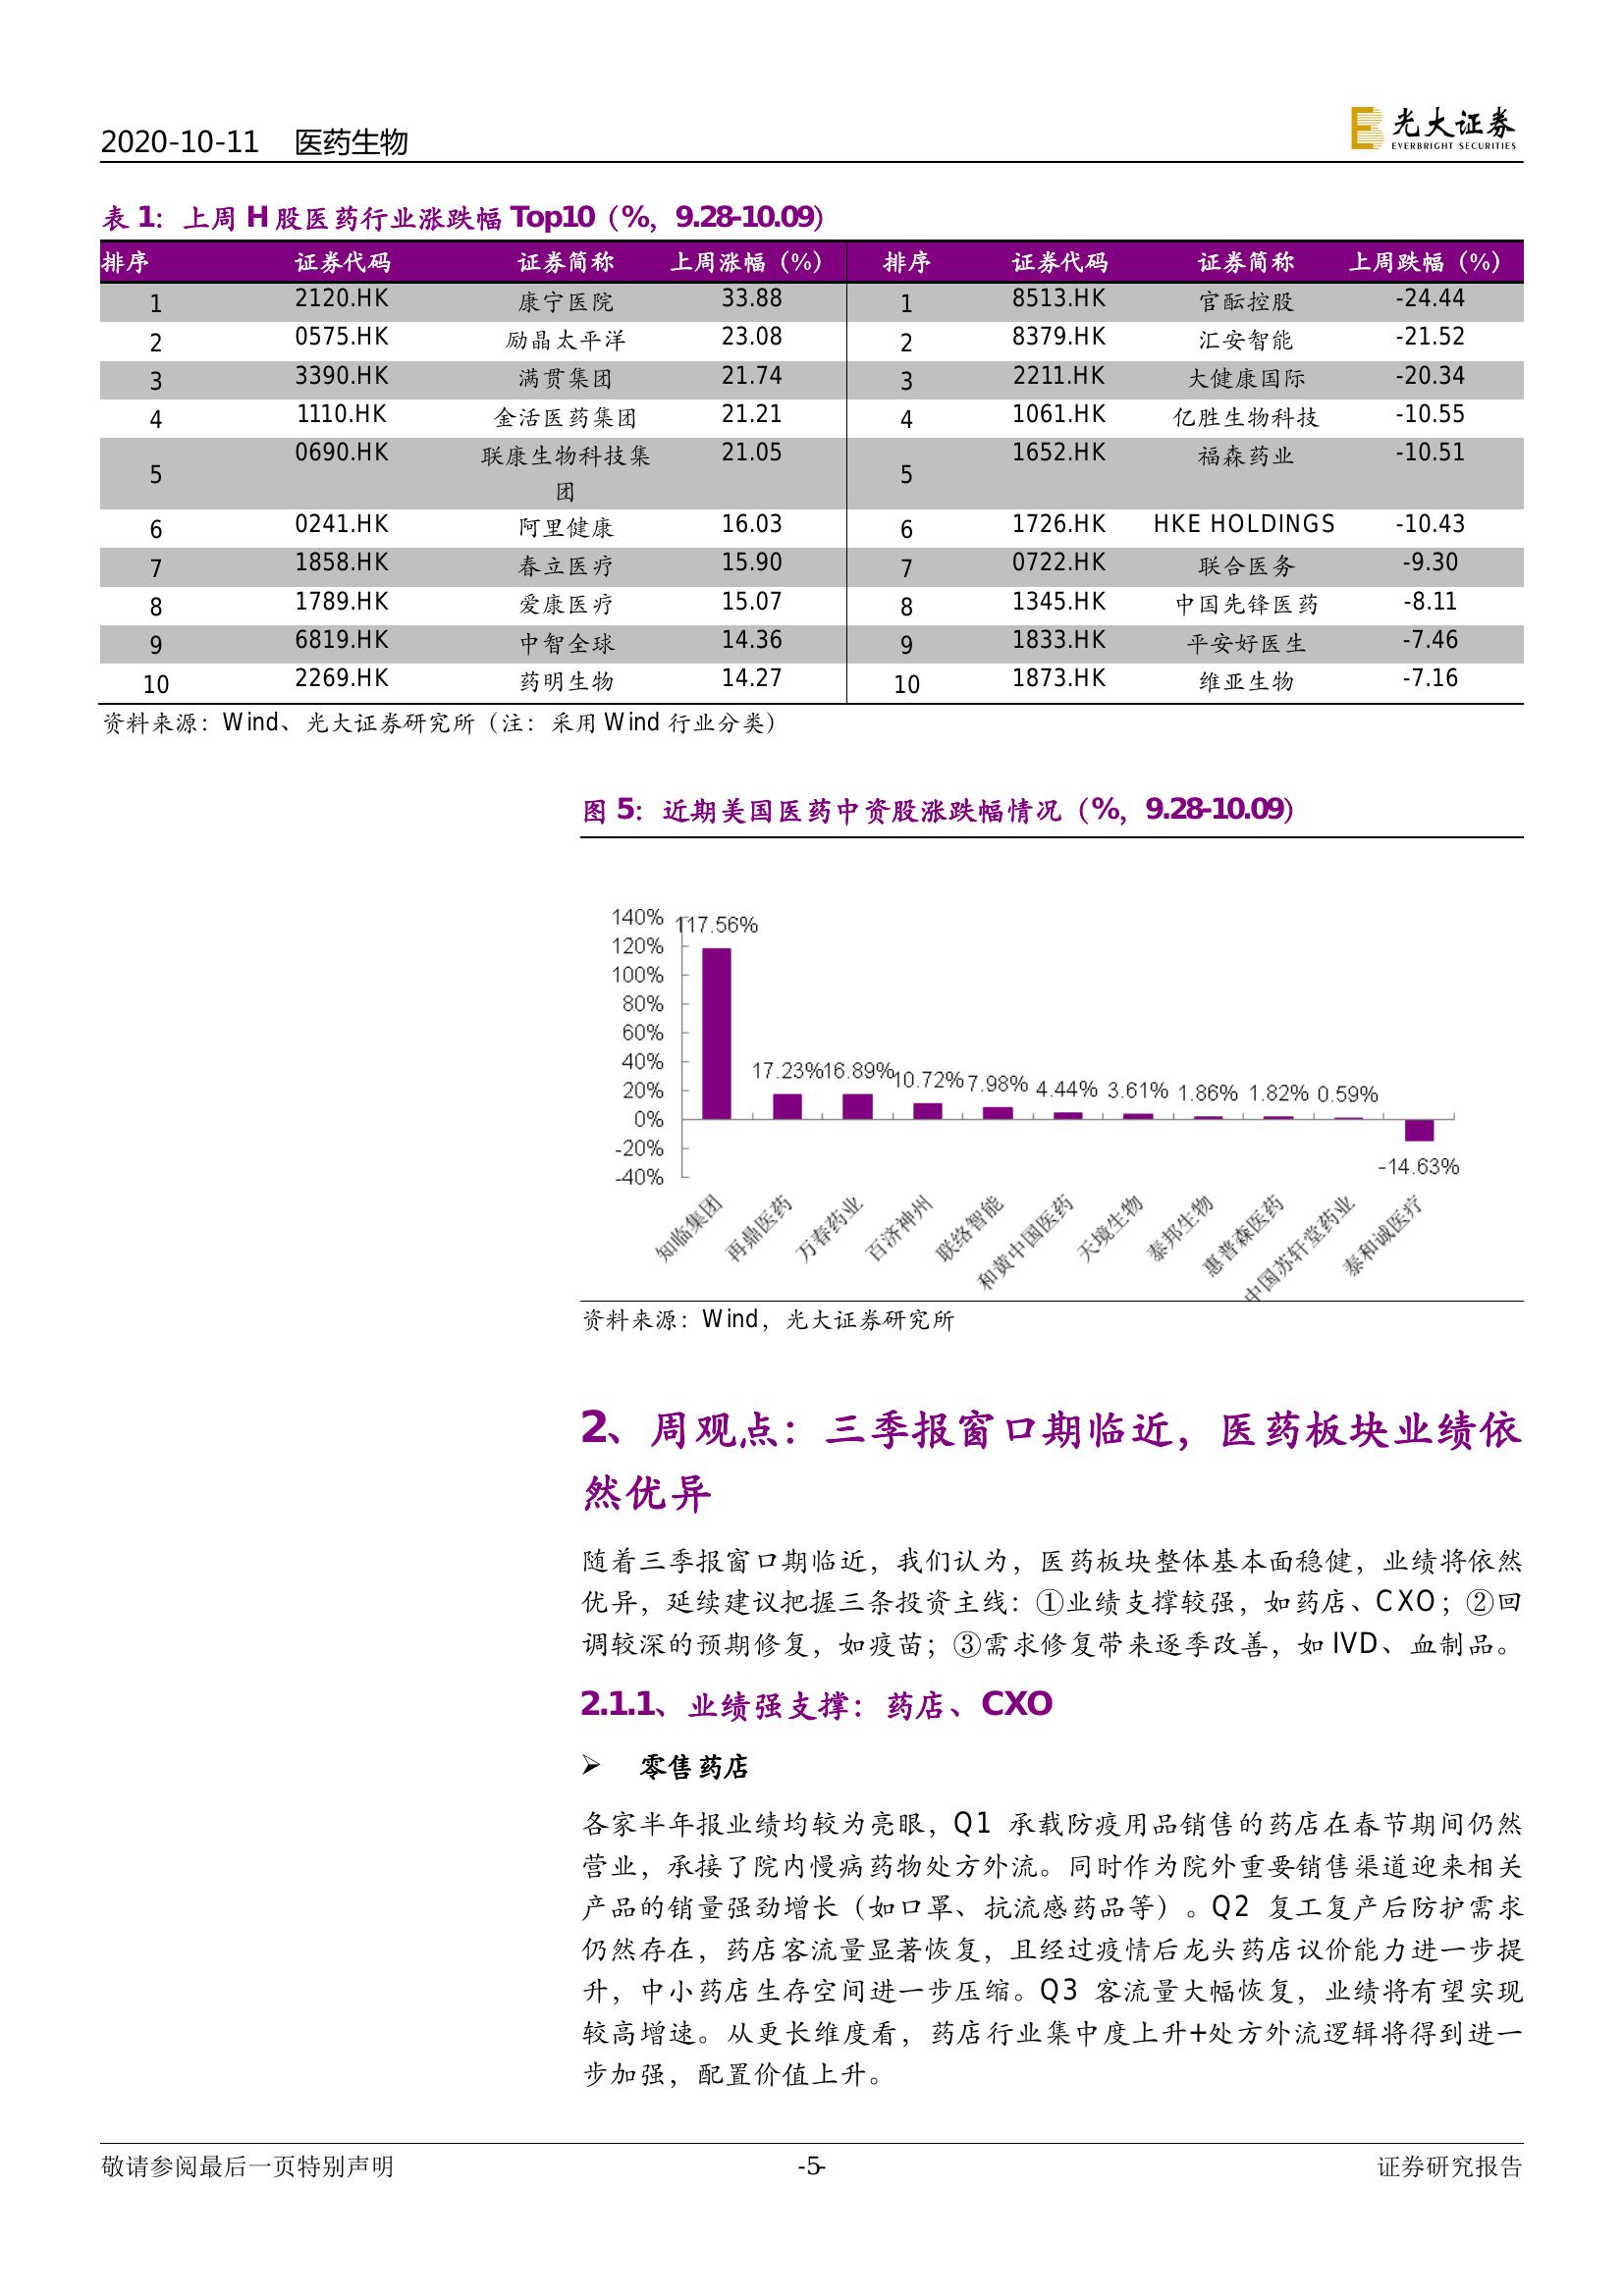 2020-10-11 医药生物
光大证券
EVERBRIGHT SECURITIES
表 1：上周 H 股医药行业涨跌幅 Top10（%，9.28-10.09）
排序 证券代码 证券简称 上周涨幅（%） 排序 证券代码 证券简称 上周跌幅（%）
1 2120.HK 康宁医院 33.88 1 8513.HK 官酝控股 -24.44
2 0575.HK 励晶太平洋 23.08 2 8379.HK 汇安智能 -21.52
3 3390.HK 满贯集团 21.74 3 2211.HK 大健康国际 -20.34
4 1110.HK 金活医药集团 21.21 4 1061.HK 亿胜生物科技 -10.55
5 0690.HK 联康生物科技集 21.05 5 1652.HK 福森药业 -10.51
团
6 0241.HK 阿里健康 16.03 6 1726.HK HKE HOLDINGS -10.43
7 1858.HK 春立医疗 15.90 7 0722.HK 联合医务 -9.30
8 1789.HK 爱康医疗 15.07 8 1345.HK 中国先锋医药 -8.11
9 6819.HK 中智全球 14.36 9 1833.HK 平安好医生 -7.46
10 2269.HK 药明生物 14.27 10 1873.HK 维亚生物 -7.16
资料来源：Wind、光大证券研究所（注：采用 Wind 行业分类）
图 5：近期美国医药中资股涨跌幅情况（%，9.28-10.09）
140%
120%
100%
80%
60%
40%
20%
0%
-20%
-40%
117.56%
17.23%
16.89%
10.72%
7.98%
4.44%
3.61%
1.86%
1.82%
0.59%
-14.63%
知临集团
再鼎医药
万春药业
百济神州
联络智能
和黄中国医药
天境生物
泰邦生物
惠普森医药
中国苏轩堂药业
泰和诚医疗
资料来源：Wind，光大证券研究所
2、周观点：三季报窗口期临近，医药板块业绩依
然优异
随着三季报窗口期临近，我们认为，医药板块整体基本面稳健，业绩将依然
优异，延续建议把握三条投资主线：①业绩支撑较强，如药店、CXO；②回
调较深的预期修复，如疫苗；③需求修复带来逐季改善，如 IVD、血制品。
2.1.1、业绩强支撑：药店、CXO
➢ 零售药店
各家半年报业绩均较为亮眼，Q1 承载防疫用品销售的药店在春节期间仍然
营业，承接了院内慢病药物处方外流。同时作为院外重要销售渠道迎来相关
产品的销量强劲增长（如口罩、抗流感药品等）。Q2 复工复产后防护需求
仍然存在，药店客流量显著恢复，且经过疫情后龙头药店议价能力进一步提
升，中小药店生存空间进一步压缩。Q3 客流量大幅恢复，业绩将有望实现
较高增速。从更长维度看，药店行业集中度上升+处方外流逻辑将得到进一
步加强，配置价值上升。
敬请参阅最后一页特别声明 -5- 证券研究报告